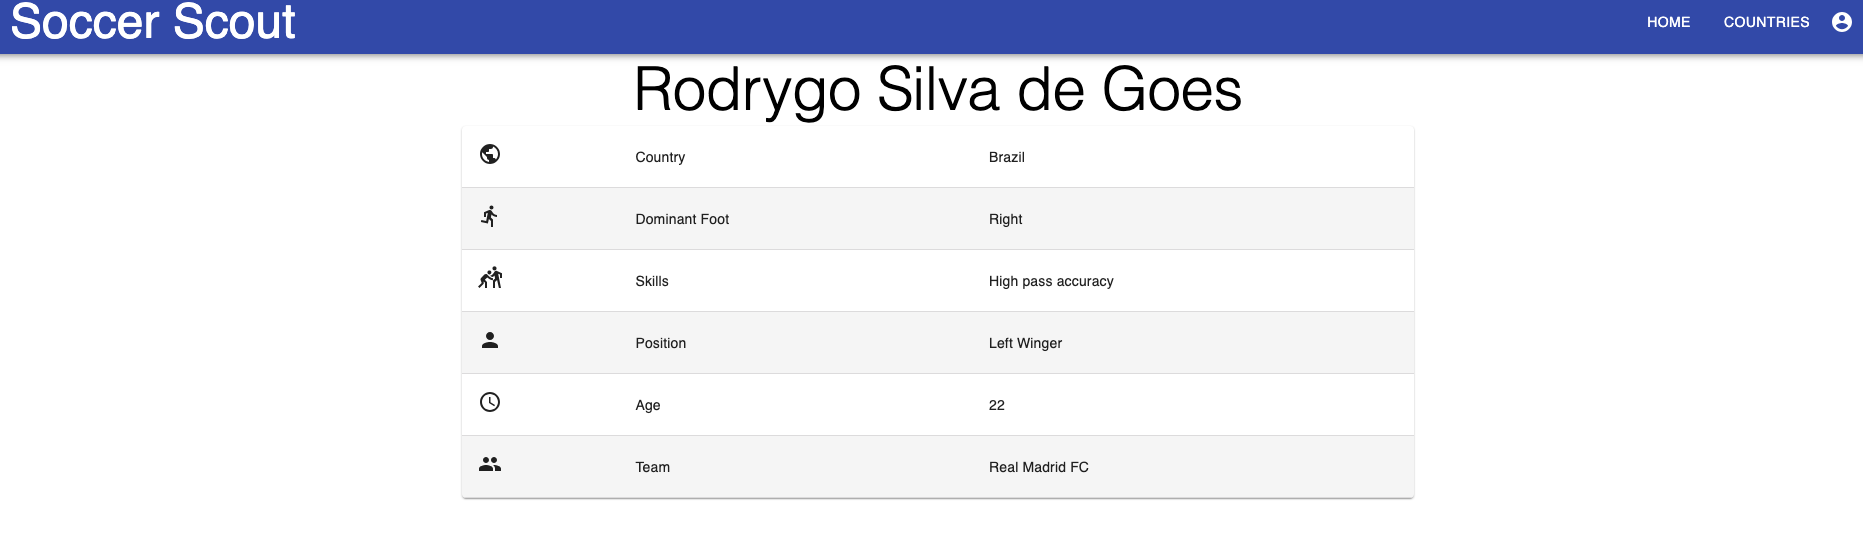 Soccer Scout HOME COUNTRIES
Rodrygo Silva de Goes
Country Brazil
Dominant Foot Right
Skills High pass accuracy
Position Left Winger
Age 22
Team Real Madrid FC